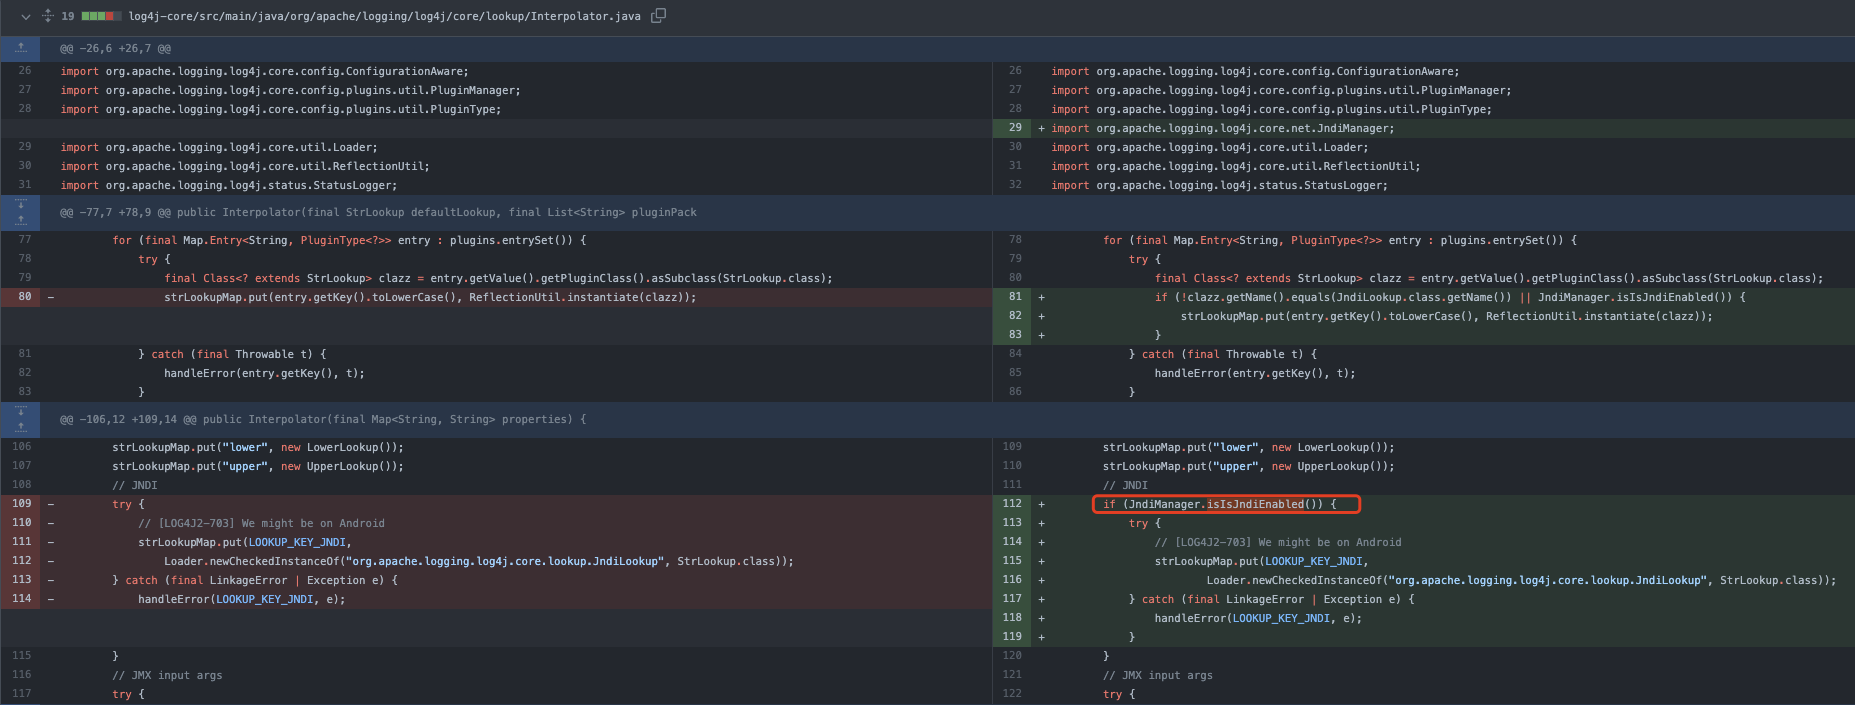 19 log4j-core/src/main/java/org/apache/logging/log4j/core/lookup/Interpolator.java
@@ -26,6 +26,7 @@
26 import org.apache.logging.log4j.core.config.ConfigurationAware;
27 import org.apache.logging.log4j.core.config.plugins.util.PluginManager;
28 import org.apache.logging.log4j.core.config.plugins.util.PluginType;
29 import org.apache.logging.log4j.core.util.Loader;
30 import org.apache.logging.log4j.core.util.ReflectionUtil;
31 import org.apache.logging.log4j.status.StatusLogger;
26 import org.apache.logging.log4j.core.config.ConfigurationAware;
27 import org.apache.logging.log4j.core.config.plugins.util.PluginManager;
28 import org.apache.logging.log4j.core.config.plugins.util.PluginType;
29 + import org.apache.logging.log4j.core.net.JndiManager;
30 import org.apache.logging.log4j.core.util.Loader;
31 import org.apache.logging.log4j.core.util.ReflectionUtil;
32 import org.apache.logging.log4j.status.StatusLogger;
@@ -77,7 +78,9 @@ public Interpolator(final StrLookup defaultLookup, final List<String> pluginPack
77 for (final Map.Entry<String, PluginType<?>> entry : plugins.entrySet()) {
78 try {
79 final Class<? extends StrLookup> clazz = entry.getValue().getPluginClass().asSubclass(StrLookup.class);
80 - strLookupMap.put(entry.getKey().toLowerCase(), ReflectionUtil.instantiate(clazz));
81 } catch (final Throwable t) {
82 handleError(entry.getKey(), t);
83 }
78 for (final Map.Entry<String, PluginType<?>> entry : plugins.entrySet()) {
79 try {
80 final Class<? extends StrLookup> clazz = entry.getValue().getPluginClass().asSubclass(StrLookup.class);
81 + if (!clazz.getName().equals(JndiLookup.class.getName()) || JndiManager.isIsJndiEnabled()) {
82 + strLookupMap.put(entry.getKey().toLowerCase(), ReflectionUtil.instantiate(clazz));
83 + }
84 } catch (final Throwable t) {
85 handleError(entry.getKey(), t);
86 }
@@ -106,12 +109,14 @@ public Interpolator(final Map<String, String> properties) {
106 strLookupMap.put("lower", new LowerLookup());
107 strLookupMap.put("upper", new UpperLookup());
108 // JNDI
109 - try {
110 - // [LOG4J2-703] We might be on Android
111 - strLookupMap.put(LOOKUP_KEY_JNDI,
112 - Loader.newCheckedInstanceOf("org.apache.logging.log4j.core.lookup.JndiLookup", StrLookup.class));
113 - } catch (final LinkageError | Exception e) {
114 - handleError(LOOKUP_KEY_JNDI, e);
115 }
116 // JMX input args
117 try {
109 strLookupMap.put("lower", new LowerLookup());
110 strLookupMap.put("upper", new UpperLookup());
111 // JNDI
112 + if (JndiManager.isIsJndiEnabled()) {
113 + try {
114 + // [LOG4J2-703] We might be on Android
115 + strLookupMap.put(LOOKUP_KEY_JNDI,
116 + Loader.newCheckedInstanceOf("org.apache.logging.log4j.core.lookup.JndiLookup", StrLookup.class));
117 + } catch (final LinkageError | Exception e) {
118 + handleError(LOOKUP_KEY_JNDI, e);
119 + }
120 }
121 // JMX input args
122 try {